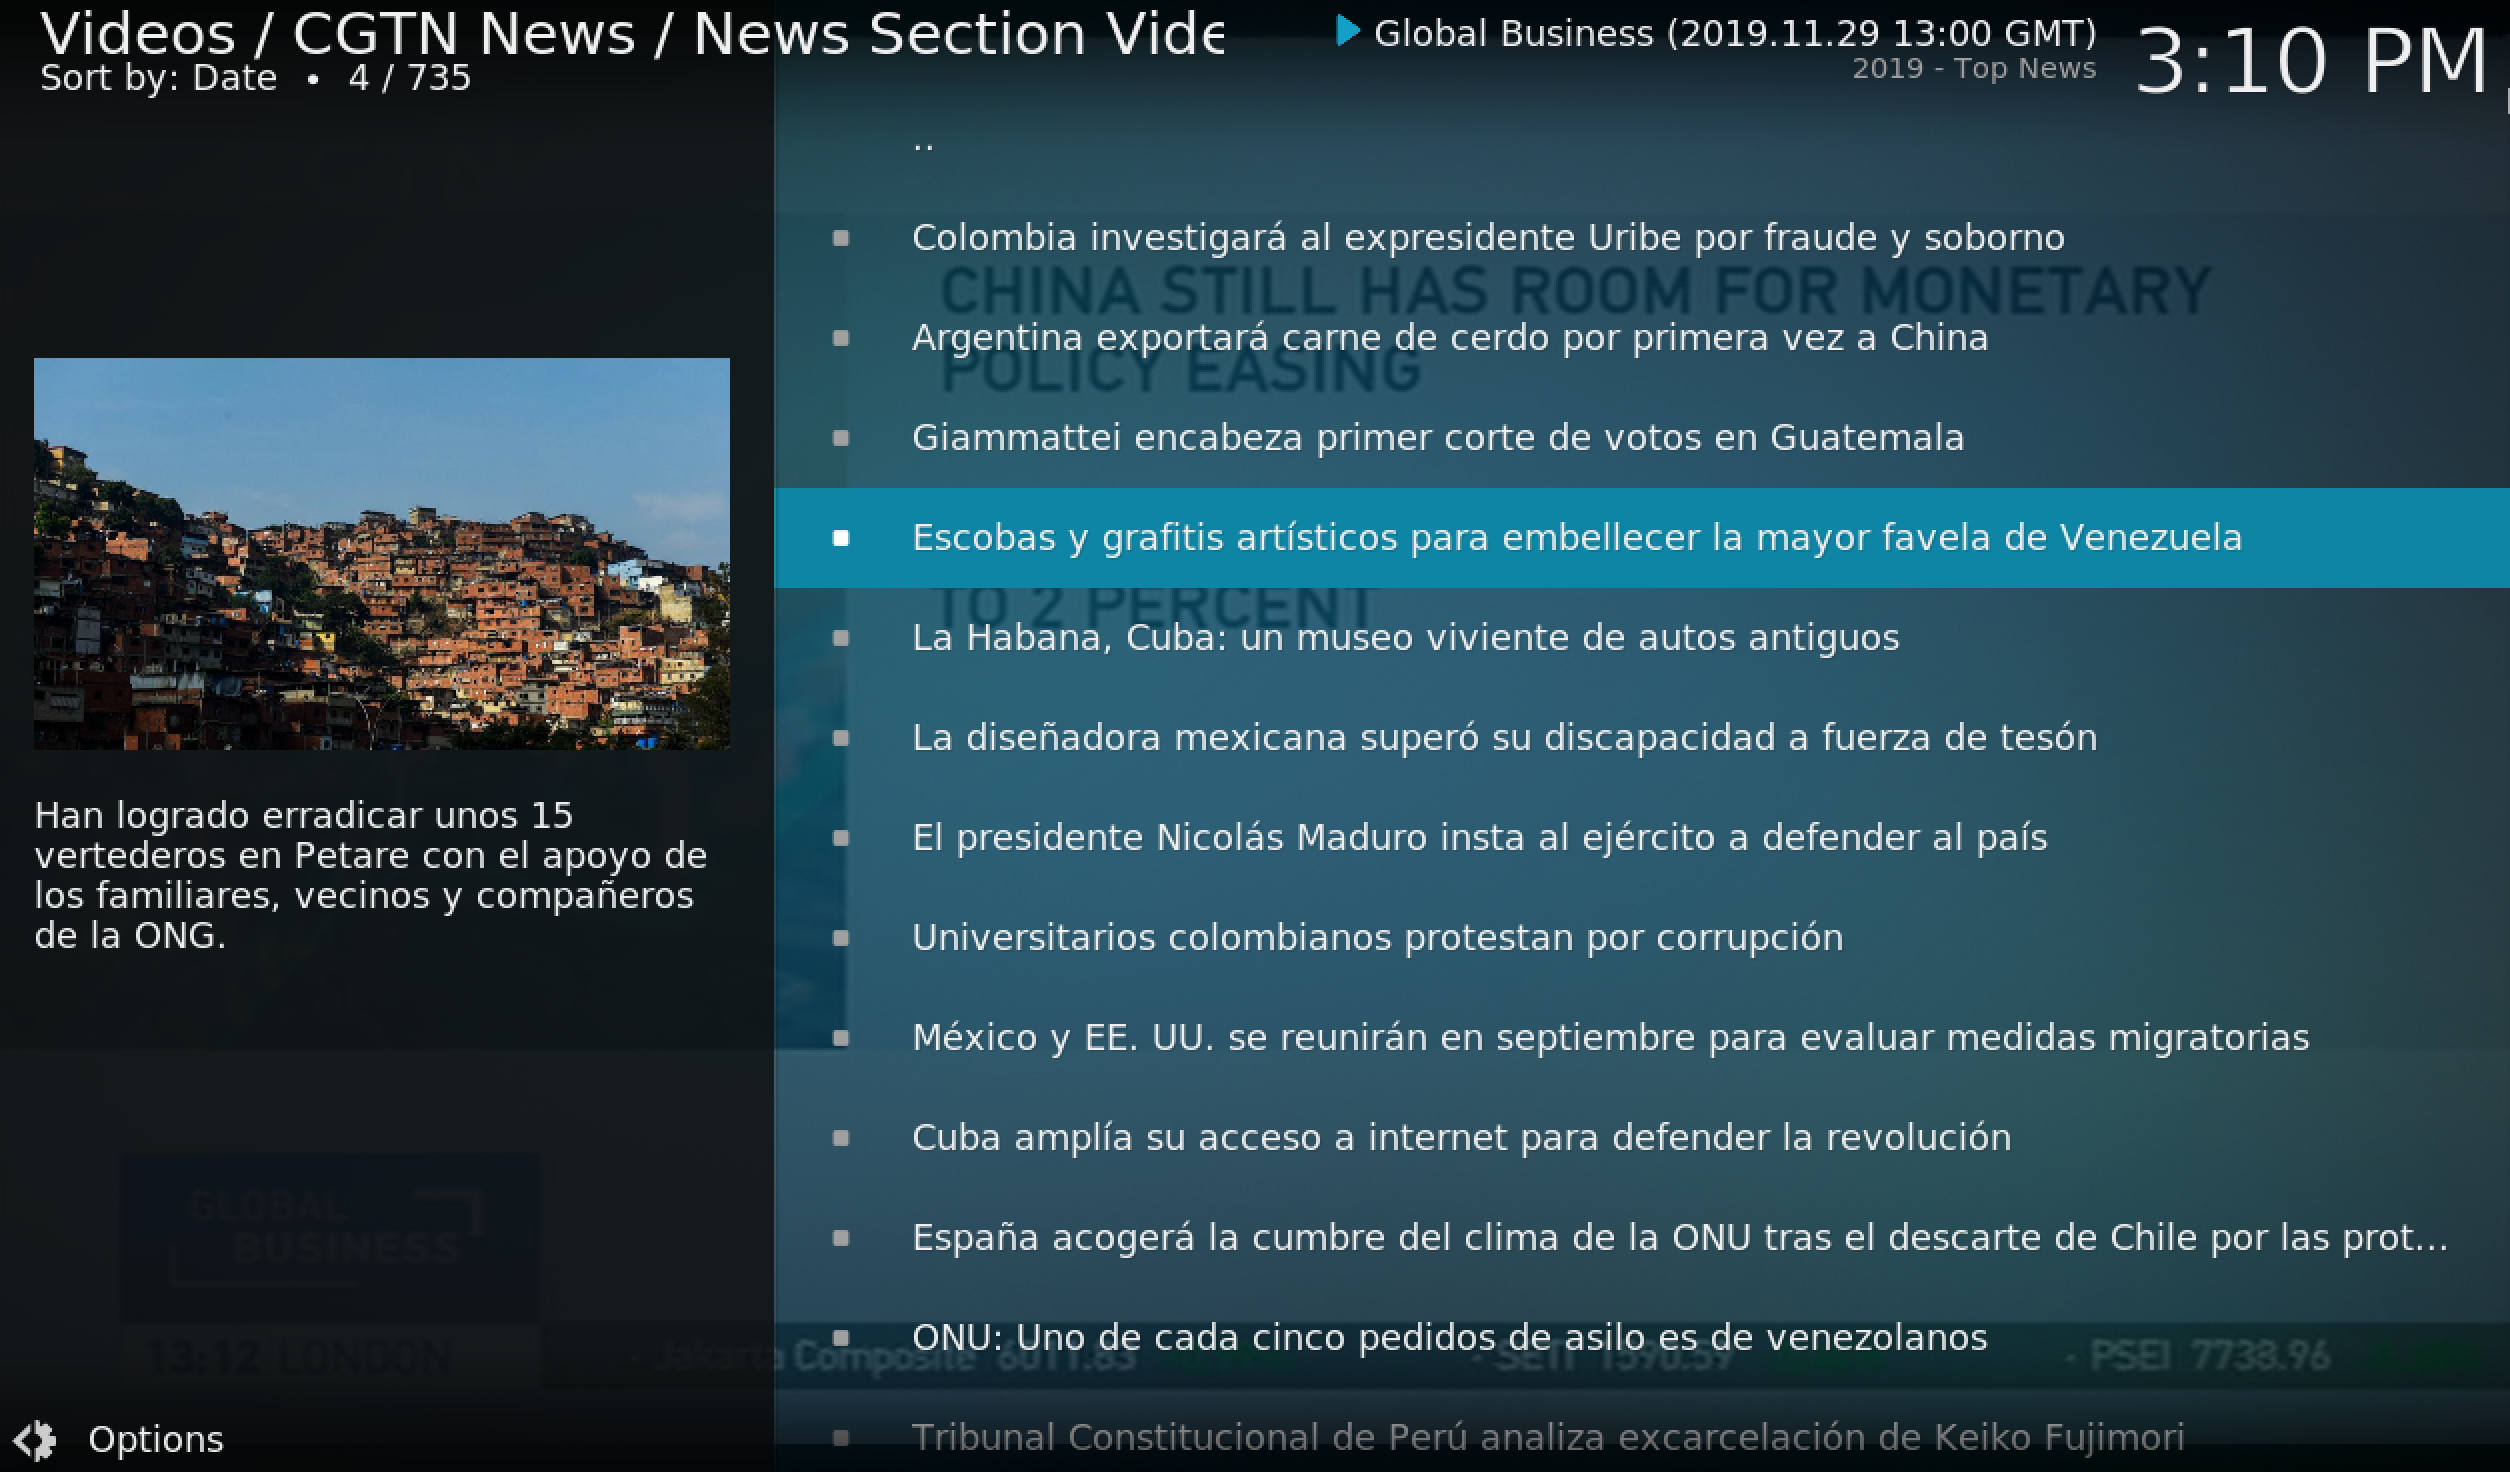 Videos / CGTN News / News Section Vide
Sort by: Date • 4 / 735
Global Business (2019.11.29 13:00 GMT)
2019 - Top News
3:10 PM
..
Colombia investigará al expresidente Uribe por fraude y soborno
CHINA STILL HAS ROOM FOR MONETARY
Argentina exportará carne de cerdo por primera vez a China
POLICY EASING
Giammattei encabeza primer corte de votos en Guatemala
Escobas y grafitis artísticos para embellecer la mayor favela de Venezuela
TO 2 PERCENT
La Habana, Cuba: un museo viviente de autos antiguos
La diseñadora mexicana superó su discapacidad a fuerza de tesón
El presidente Nicolás Maduro insta al ejército a defender al país
Universitarios colombianos protestan por corrupción
México y EE. UU. se reunirán en septiembre para evaluar medidas migratorias
Cuba amplía su acceso a internet para defender la revolución
España acogerá la cumbre del clima de la ONU tras el descarte de Chile por las prot...
ONU: Uno de cada cinco pedidos de asilo es de venezolanos
Tribunal Constitucional de Perú analiza excarcelación de Keiko Fujimori
Han logrado erradicar unos 15
vertederos en Petare con el apoyo de
los familiares, vecinos y compañeros
de la ONG.
GLOBAL
BUSINESS
13:12 LONDON
· Jakarta Composite · PSEI 7738.96
Options